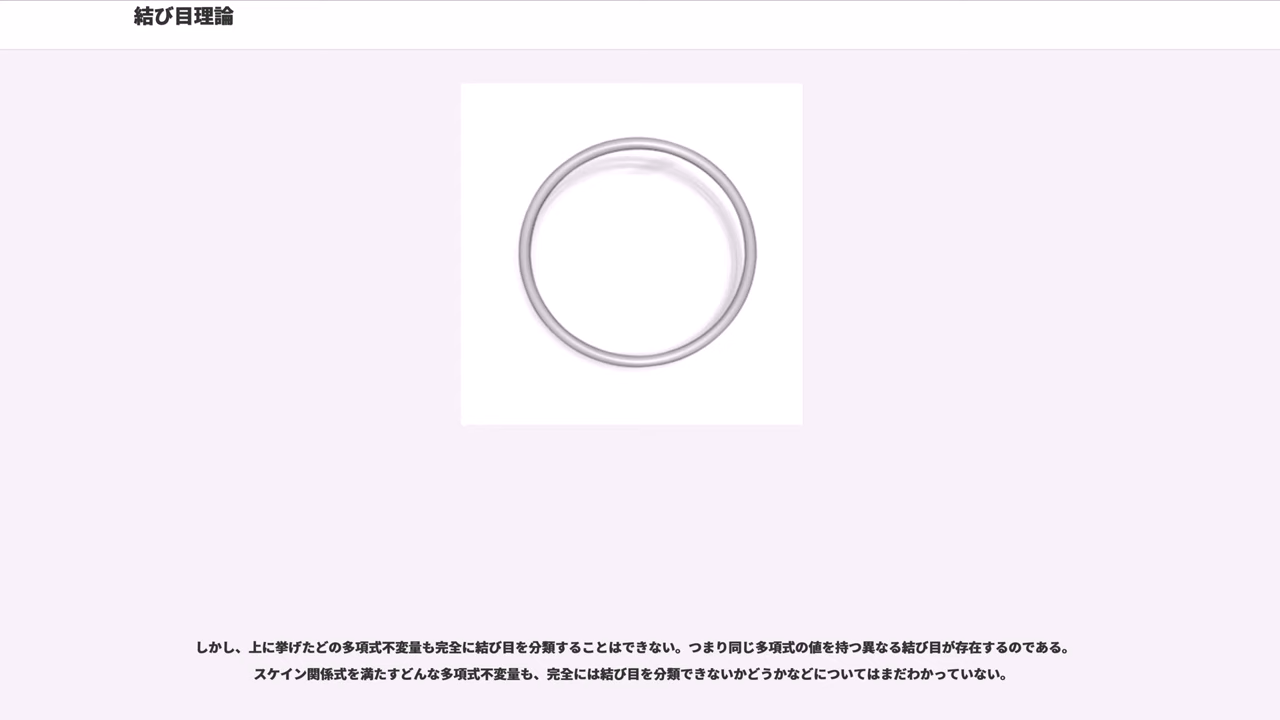 結び目理論
しかし、上に挙げたどの多項式不変量も完全に結び目を分類することはできない。つまり同じ多項式の値を持つ異なる結び目が存在するのである。
スケイン関係式を満たすどんな多項式不変量も、完全には結び目を分類できないかどうかなどについてはまだわかっていない。